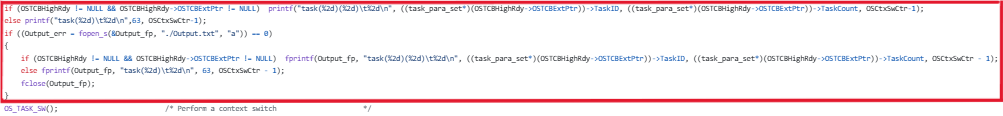 if (OSTCBHighRdy != NULL && OSTCBHighRdy->OSTCBExtPtr != NULL)  printf("task(%2d)(%2d)\t%2d\n", ((task_para_set*)(OSTCBHighRdy->OSTCBExtPtr))->TaskID, ((task_para_set*)(OSTCBHighRdy->OSTCBExtPtr))->TaskCount, OSCtxSwCtr-1);
else printf("task(%2d)\t%2d\n",63, OSCtxSwCtr-1);
if ((Output_err = fopen_s(&Output_fp, "./Output.txt", "a")) == 0)
{
    if (OSTCBHighRdy != NULL && OSTCBHighRdy->OSTCBExtPtr != NULL)  fprintf(Output_fp, "task(%2d)(%2d)\t%2d\n", ((task_para_set*)(OSTCBHighRdy->OSTCBExtPtr))->TaskID, ((task_para_set*)(OSTCBHighRdy->OSTCBExtPtr))->TaskCount, OSCtxSwCtr - 1);
    else fprintf(Output_fp, "task(%2d)\t%2d\n", 63, OSCtxSwCtr - 1);
    fclose(Output_fp);
}
OS_TASK_SW();                          /* Perform a context switch                     */